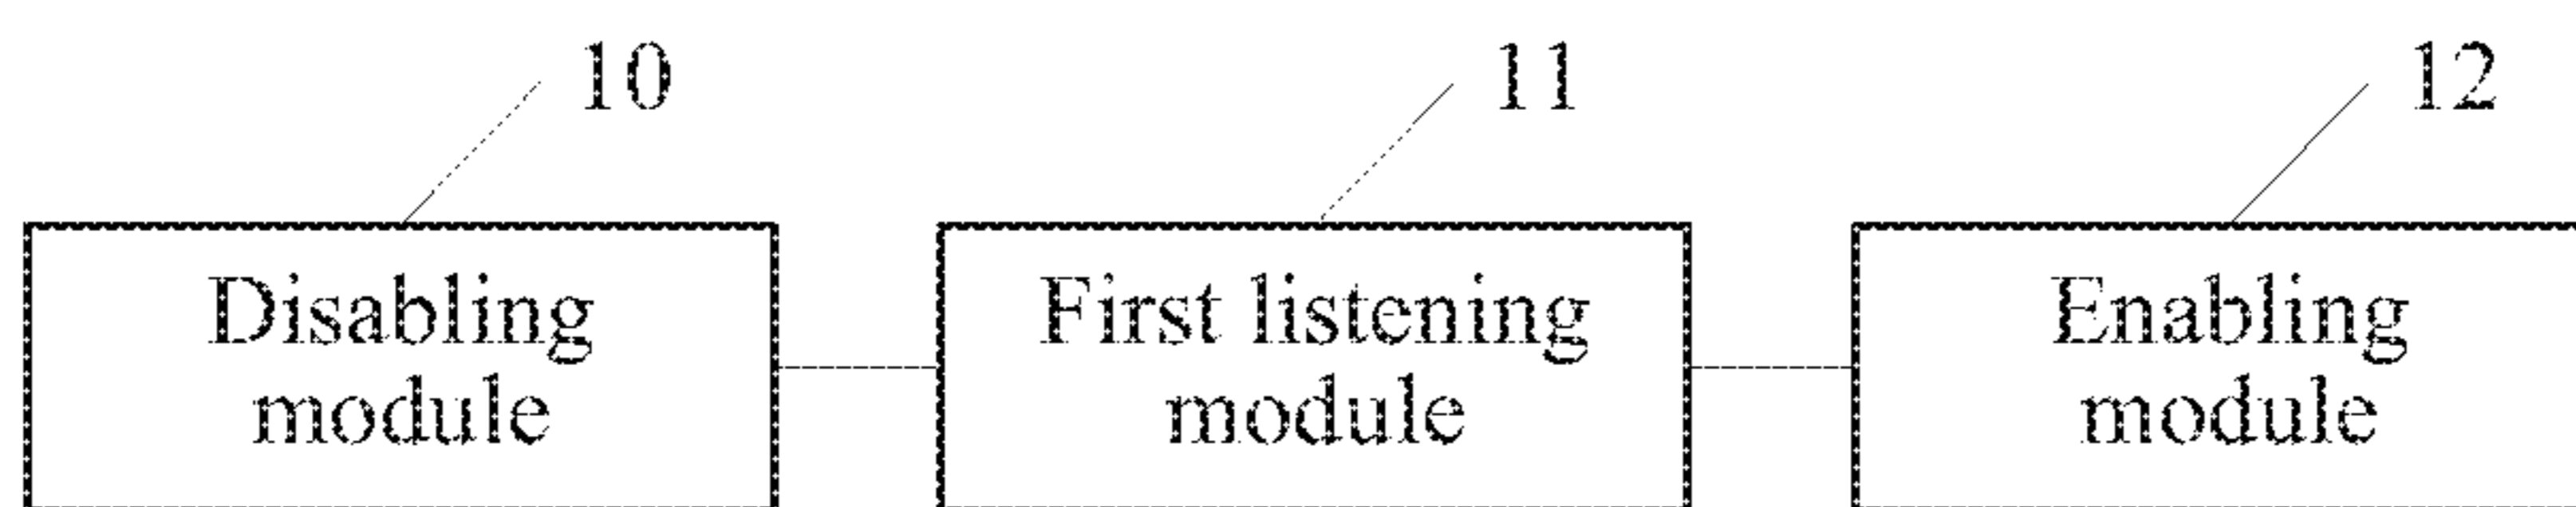 10
11
12
Disabling
module
First listening
module
Enabling
module